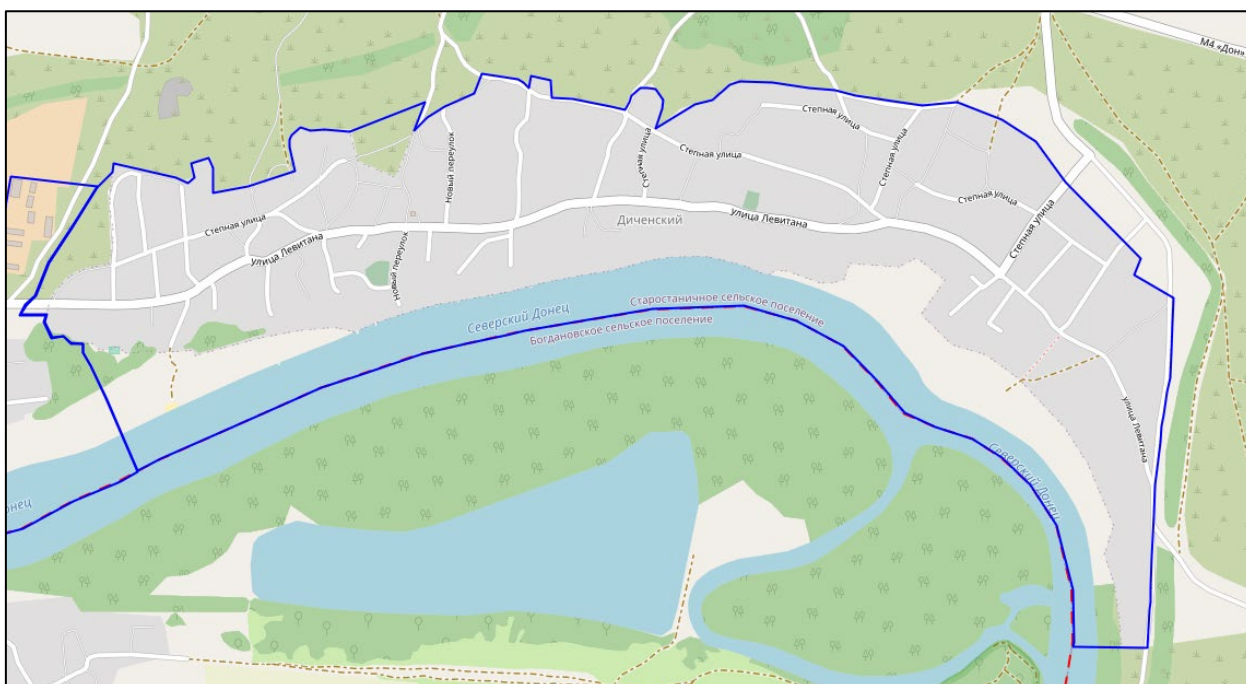 М4 «Дон»
Степная улица
Новый переулок
Степная улица
Степная улица
Степная улица
Степная улица
Степная улица
Степная улица
улица Левитана
Диченский
улица Левитана
Новый переулок
Северский Донец
Старостаничное сельское поселение
Богдановское сельское поселение
улица Левитана
Северский Донец
онец